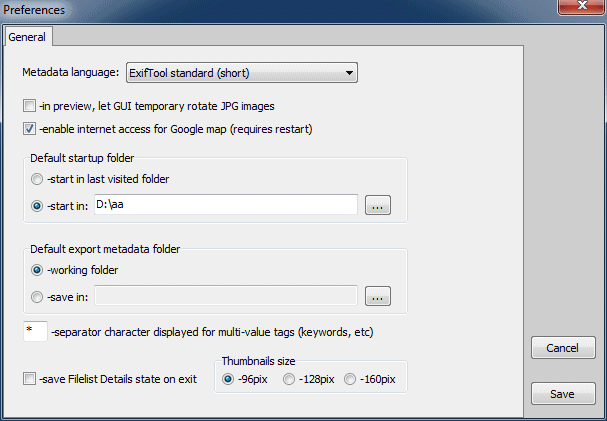 Preferences
General
Metadata language: ExifTool standard (short)
-in preview, let GUI temporary rotate JPG images
-enable internet access for Google map (requires restart)
Default startup folder
-start in last visited folder
-start in: D:\aa ...
Default export metadata folder
-working folder
-save in: ...
* -separator character displayed for multi-value tags (keywords, etc)
Cancel
Thumbnails size
-save Filelist Details state on exit -96pix -128pix -160pix
Save